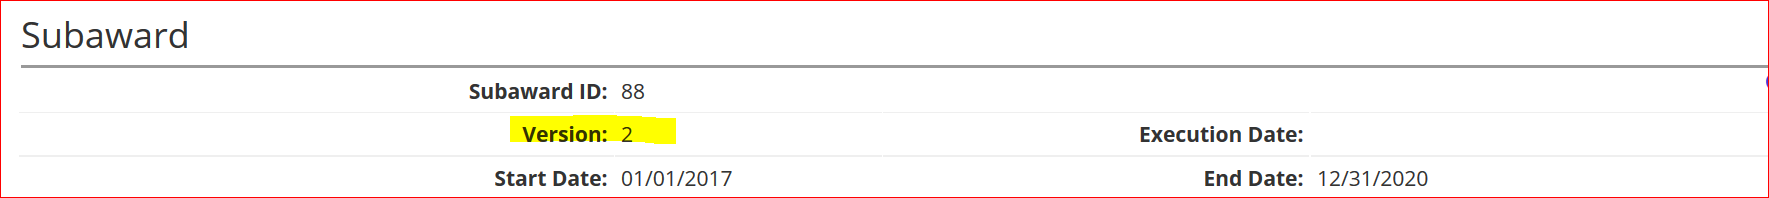 Subaward
Subaward ID: 88
Version: 2 Execution Date:
Start Date: 01/01/2017 End Date: 12/31/2020